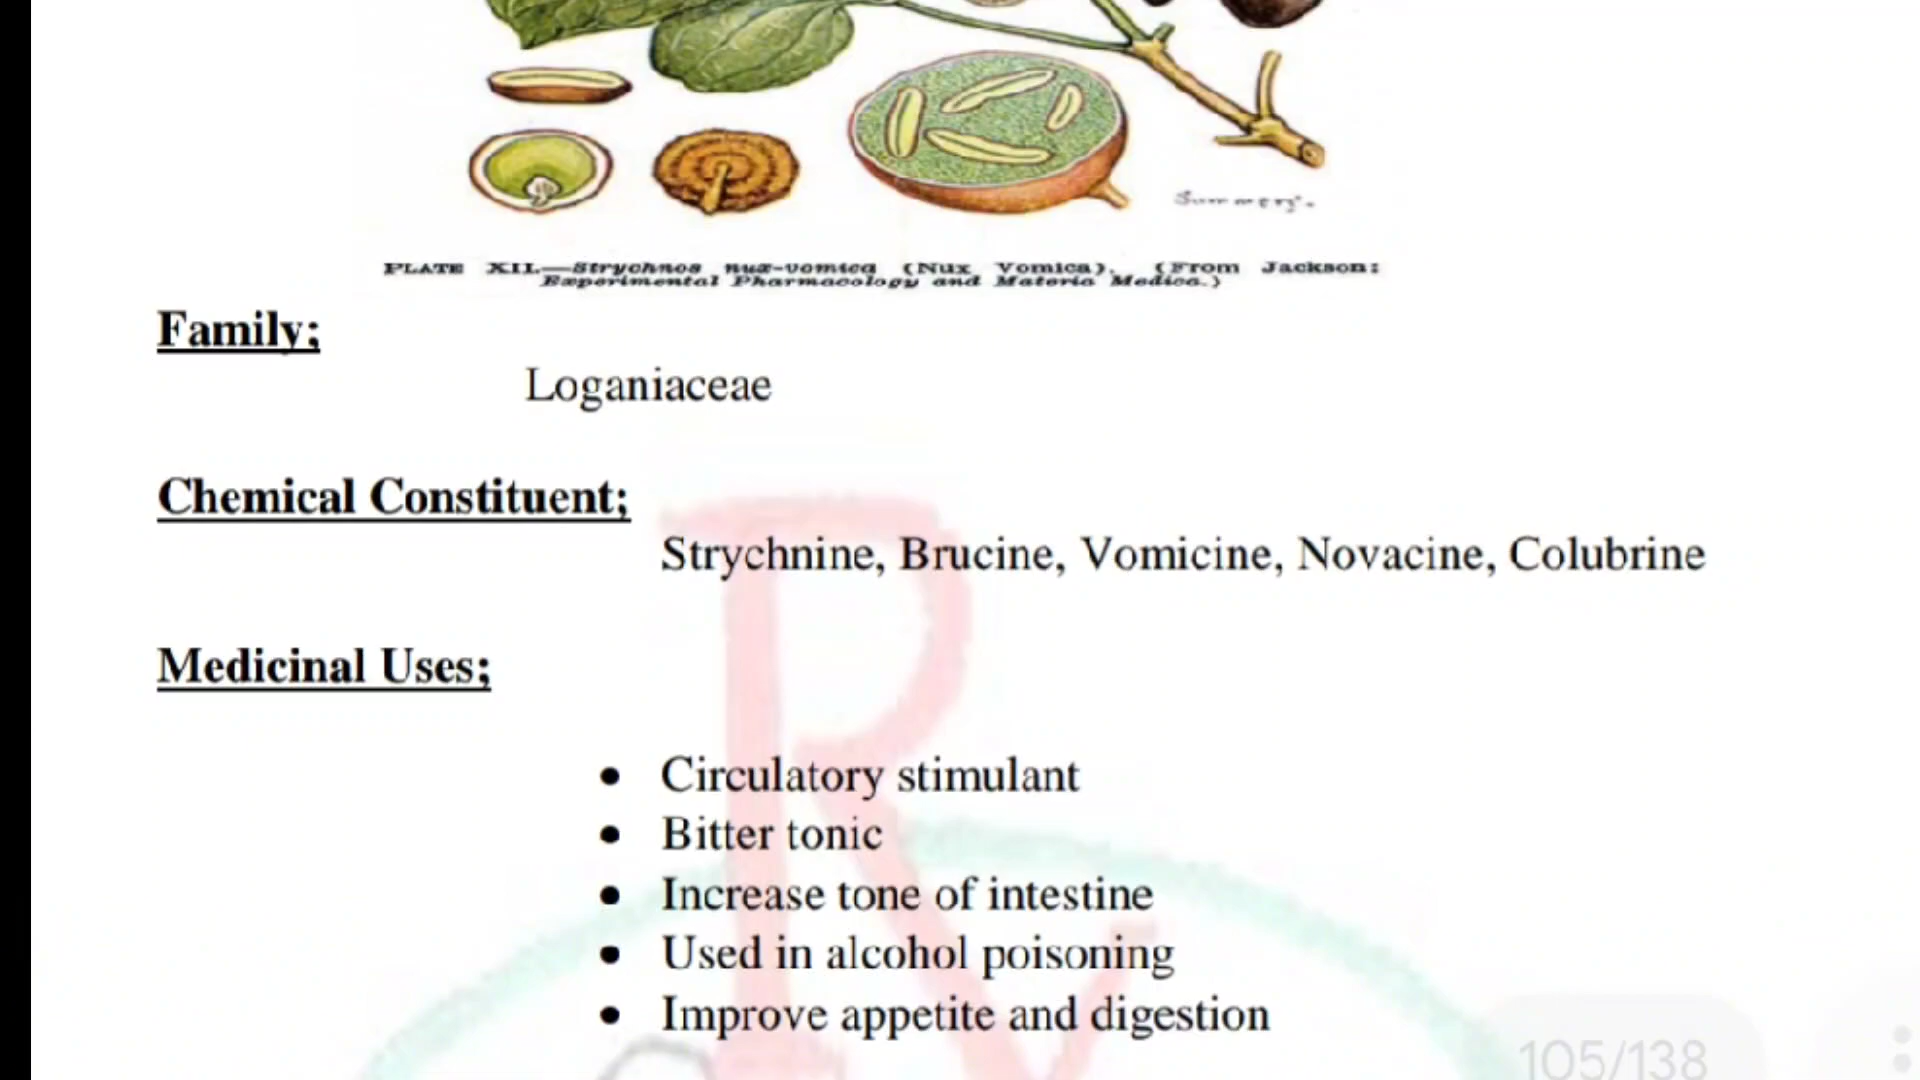 PLATE XII.—Strychnos nux-vomica (Nux Vomica). (From Jackson:
Experimental Pharmacology and Materia Medica.)
Family;
Loganiaceae
Chemical Constituent;
Strychnine, Brucine, Vomicine, Novacine, Colubrine
Medicinal Uses;
• Circulatory stimulant
• Bitter tonic
• Increase tone of intestine
• Used in alcohol poisoning
• Improve appetite and digestion
105/138